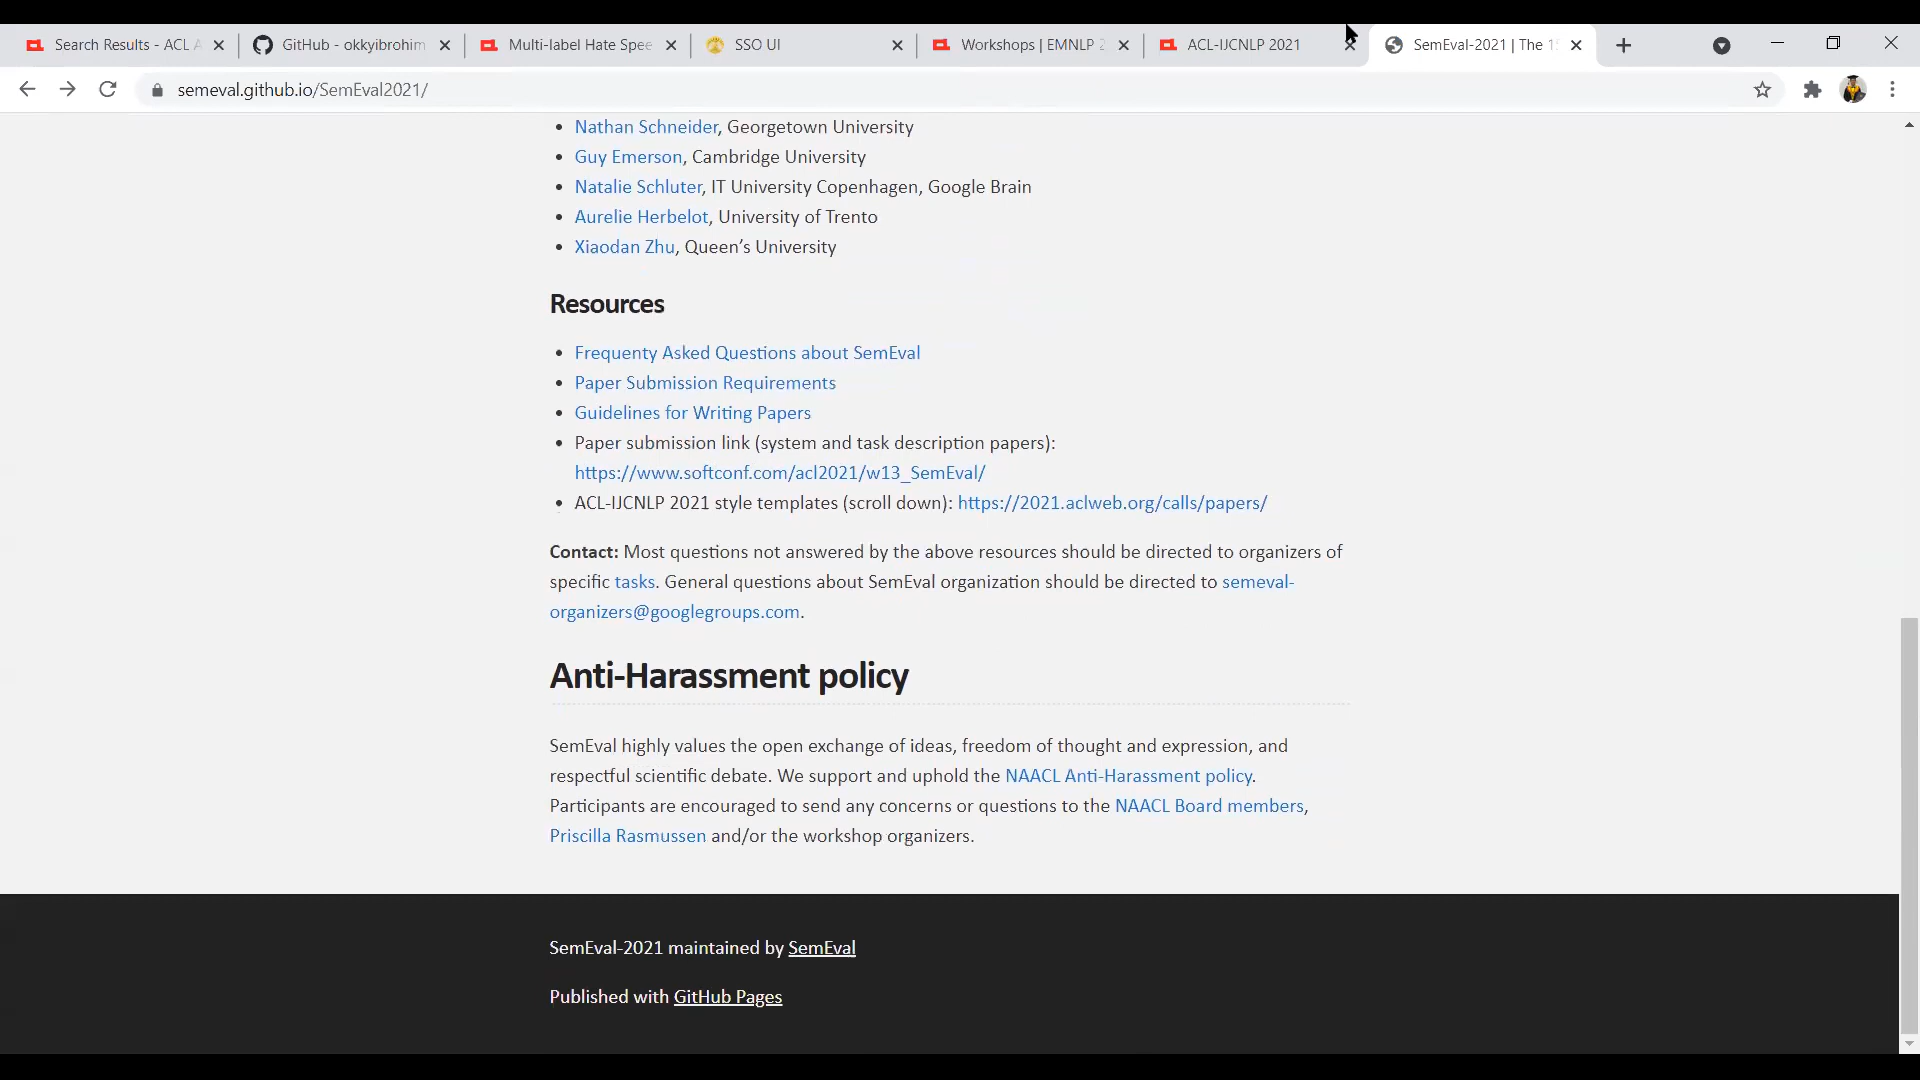 Search Results - ACL A
GitHub - okkyibrohim
Multi-label Hate Spee
SSO UI
Workshops | EMNLP 2
ACL-IJCNLP 2021
SemEval-2021 | The 15
semeval.github.io/SemEval2021/
• Nathan Schneider, Georgetown University
• Guy Emerson, Cambridge University
• Natalie Schluter, IT University Copenhagen, Google Brain
• Aurelie Herbelot, University of Trento
• Xiaodan Zhu, Queen’s University
Resources
• Frequenty Asked Questions about SemEval
• Paper Submission Requirements
• Guidelines for Writing Papers
• Paper submission link (system and task description papers):
https://www.softconf.com/acl2021/w13_SemEval/
• ACL-IJCNLP 2021 style templates (scroll down): https://2021.aclweb.org/calls/papers/
Contact: Most questions not answered by the above resources should be directed to organizers of
specific tasks. General questions about SemEval organization should be directed to semeval-
organizers@googlegroups.com.
Anti-Harassment policy
SemEval highly values the open exchange of ideas, freedom of thought and expression, and
respectful scientific debate. We support and uphold the NAACL Anti-Harassment policy.
Participants are encouraged to send any concerns or questions to the NAACL Board members,
Priscilla Rasmussen and/or the workshop organizers.
SemEval-2021 maintained by SemEval
Published with GitHub Pages